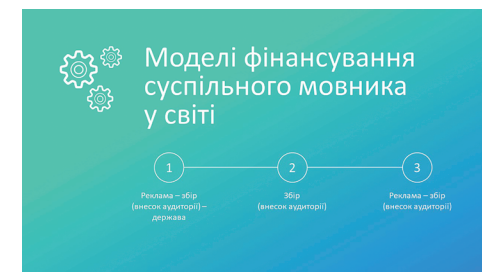 Моделі фінансування
суспільного мовника
у світі
1
2
3
Реклама – збір
(внесок аудиторії) –
держава
Збір
(внесок аудиторії)
Реклама – збір
(внесок аудиторії)